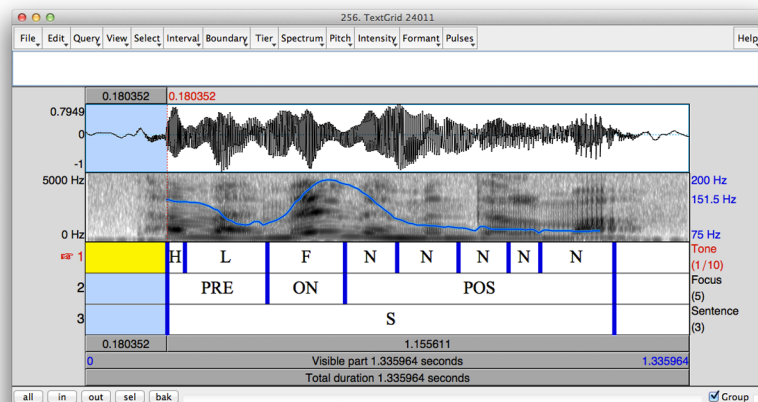 256. TextGrid 24011
File Edit Query View Select Interval Boundary Tier Spectrum Pitch Intensity Formant Pulses Help
0.180352 0.180352
0.7949
0
-1
5000 Hz 200 Hz
151.5 Hz
0 Hz 75 Hz
1 H L F N N N N N Tone (1/10)
2 PRE ON POS Focus (5)
3 S Sentence (3)
0.180352 1.155611
0 Visible part 1.335964 seconds 1.335964
Total duration 1.335964 seconds
all in out sel bak Group